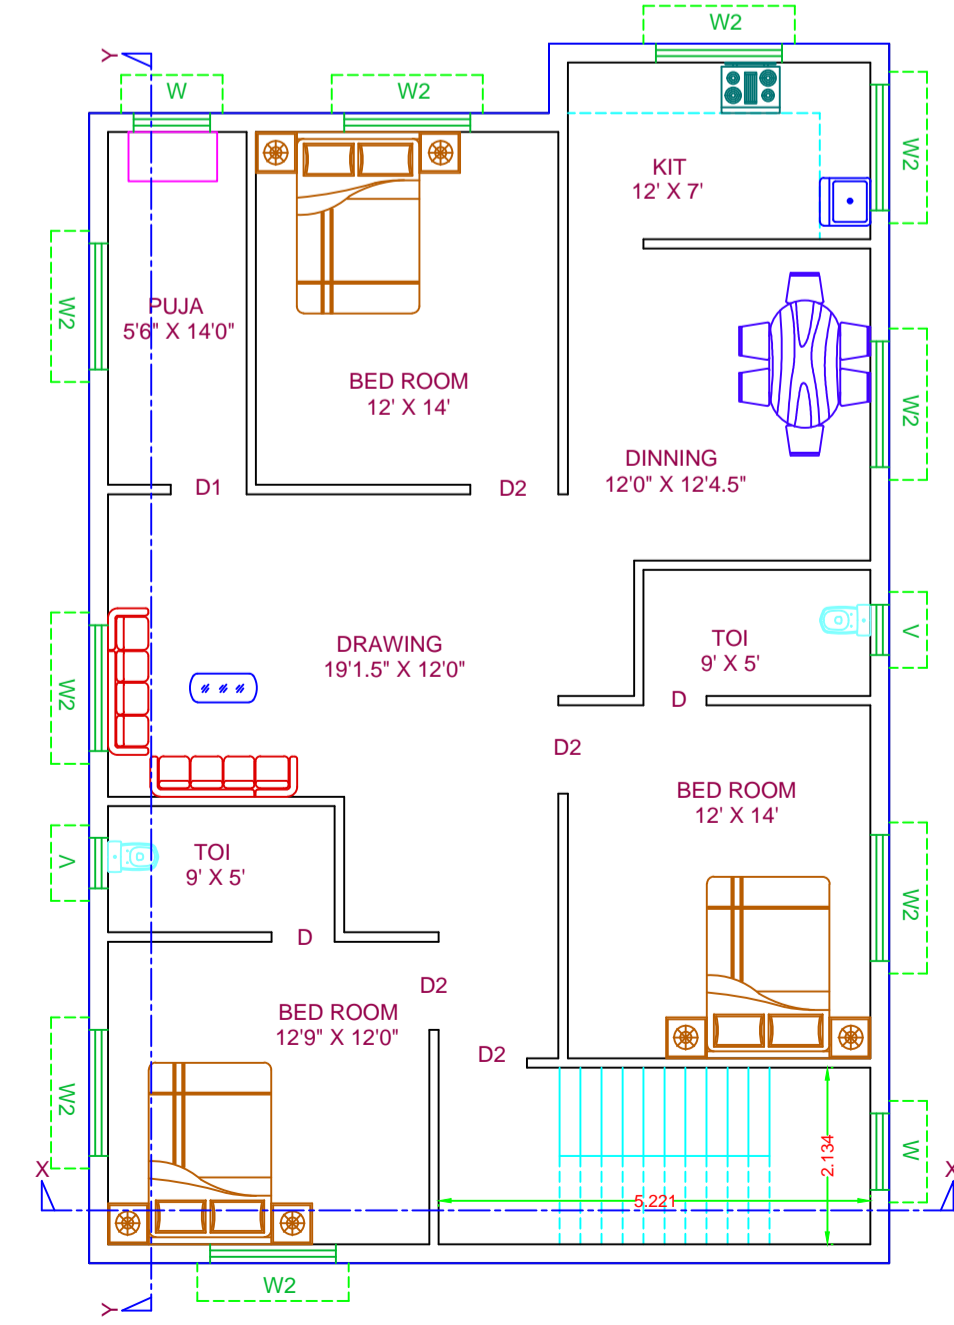 W2
Y
W
W2
W2
KIT
12' X 7'
W2
PUJA
5'6" X 14'0"
BED ROOM
12' X 14'
W2
DINNING
12'0" X 12'4.5"
D1
D2
DRAWING
19'1.5" X 12'0"
TOI
9' X 5'
V
W2
D
D2
BED ROOM
12' X 14'
TOI
9' X 5'
V
W2
D
D2
BED ROOM
12'9" X 12'0"
D2
W2
2.134
W
X
X
5.221
W2
Y